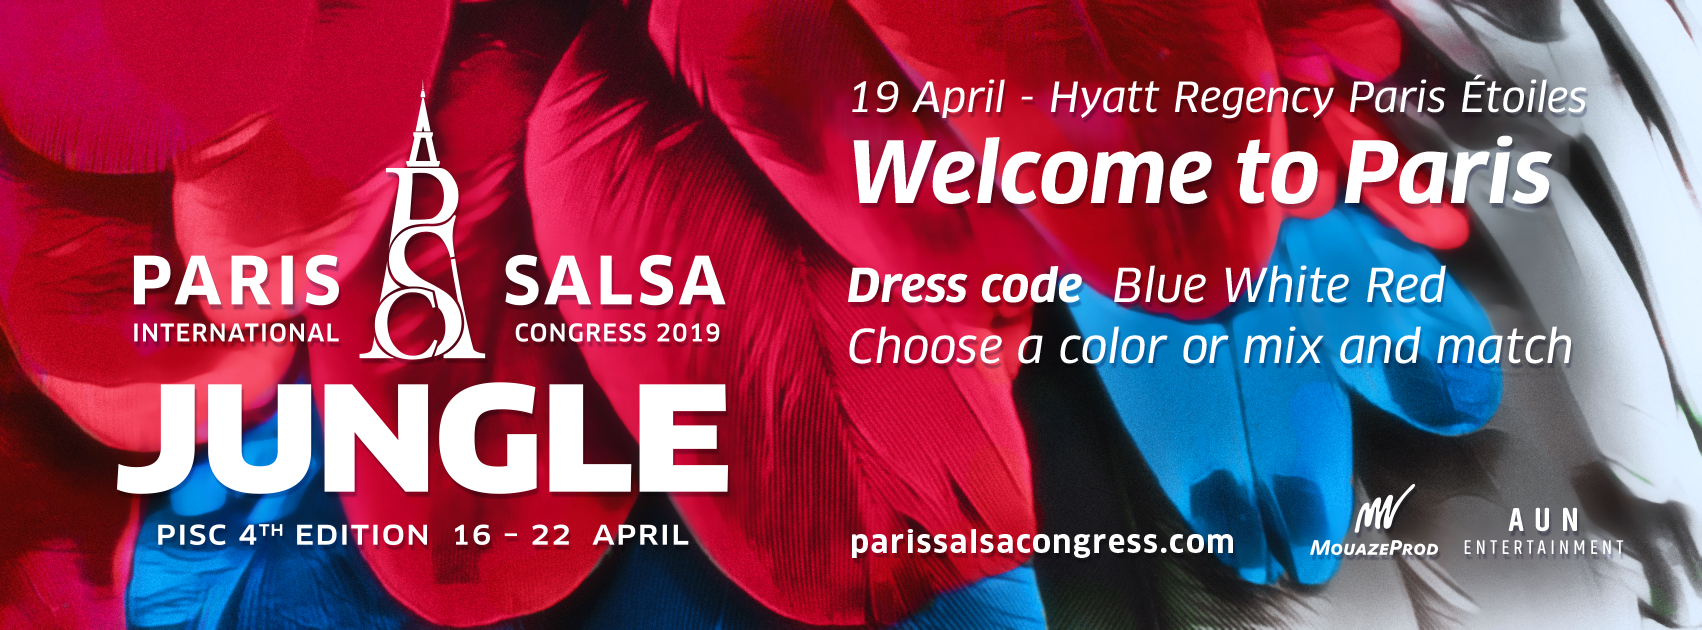 PARIS SALSA
INTERNATIONAL CONGRESS 2019
JUNGLE
PISC 4TH EDITION 16 – 22 APRIL
19 April - Hyatt Regency Paris Étoiles
Welcome to Paris
Dress code Blue White Red
Choose a color or mix and match
parissalsacongress.com
MOUAZEPROD
AUN
ENTERTAINMENT